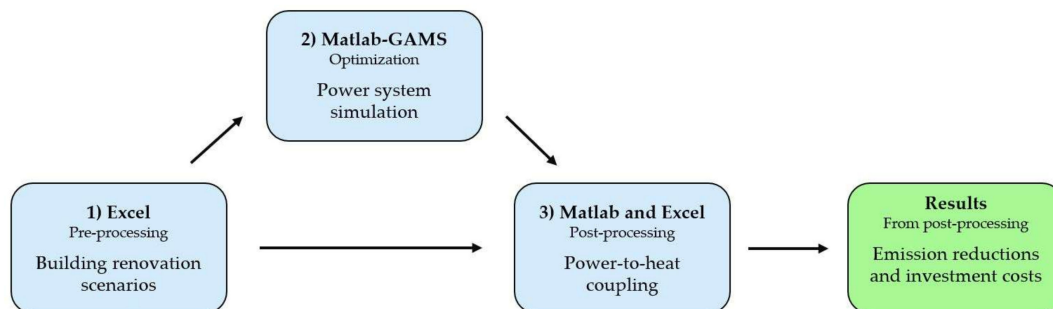 2) Matlab-GAMS
Optimization
Power system
simulation
1) Excel
Pre-processing
Building renovation
scenarios
3) Matlab and Excel
Post-processing
Power-to-heat
coupling
Results
From post-processing
Emission reductions
and investment costs